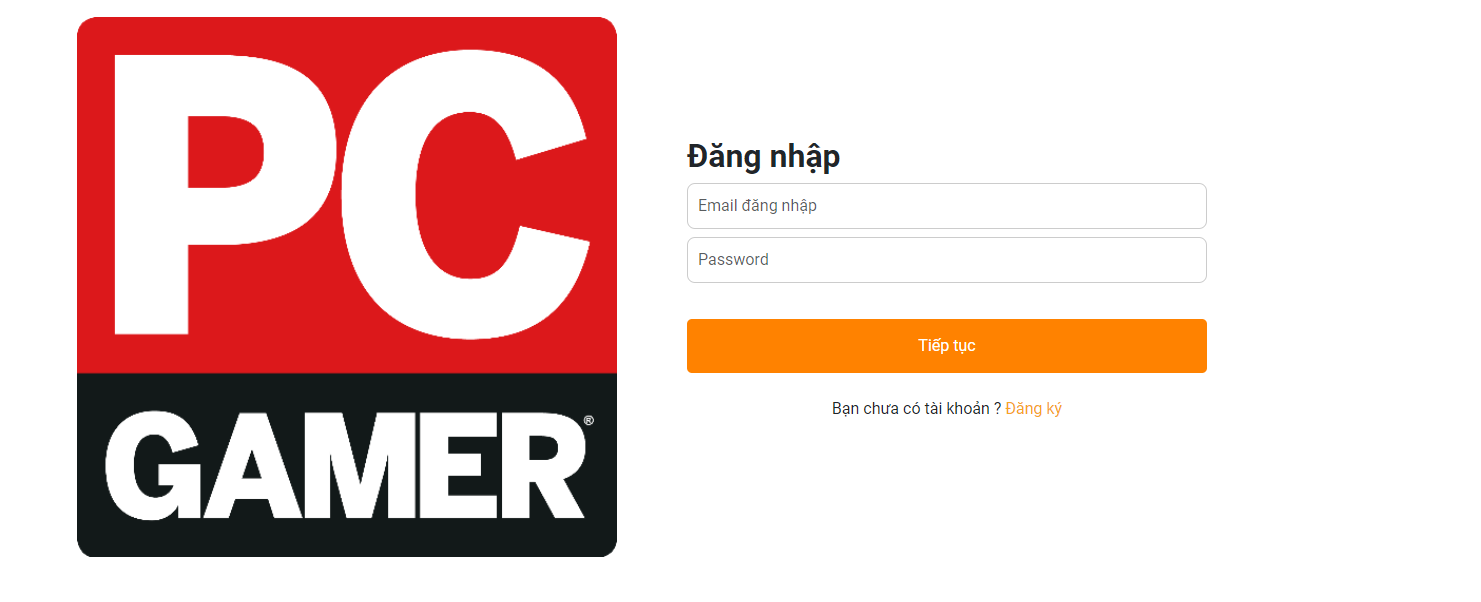 PC
GAMER®
Đăng nhập
Email đăng nhập
Password
Tiếp tục
Bạn chưa có tài khoản ? Đăng ký